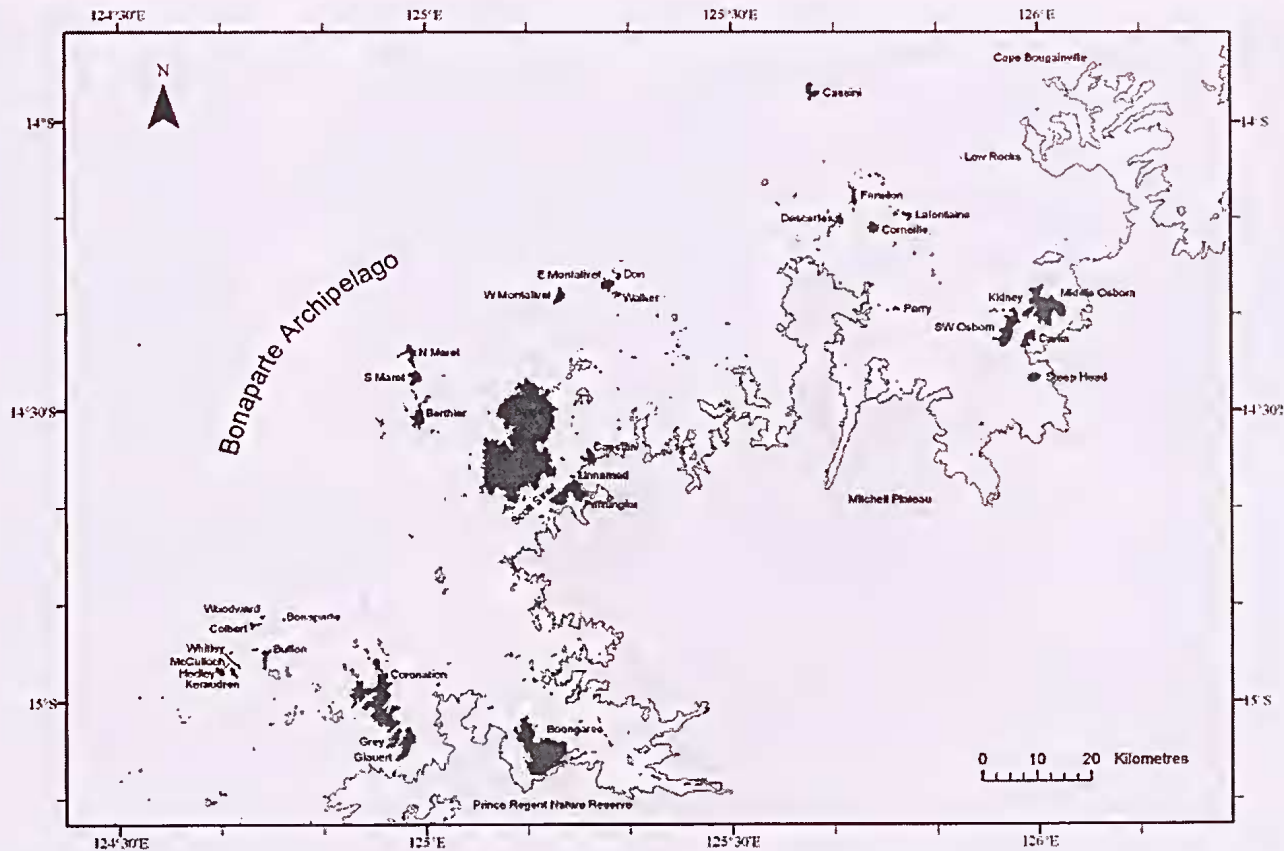 124°30'E
125°E
125°30'E
126°E
N
Cape Bougainville
Cassini
14°S
14°S
Low Rocks
Fenelon
Descartes
Lafontaine
Corneille
Bonaparte Archipelago
E Montalivet
Don
W Montalivet
Walker
Kidney
Middle Osborn
Perry
SW Osborn
Carlia
N Maret
S Maret
Steep Head
14°30'S
14°30'
Berthier
Unnamed
Scott Strait
Mitchell Plateau
Woodward
Bonaparte
Colbert
Whitley
Buffon
McCulloch
Hedley
Keraudren
Coronation
15°S
15°S
Grey
Boongaree
Glauert
0 10 20 Kilometres
Prince Regent Nature Reserve
124°30'E
125°E
125°30'E
126°E